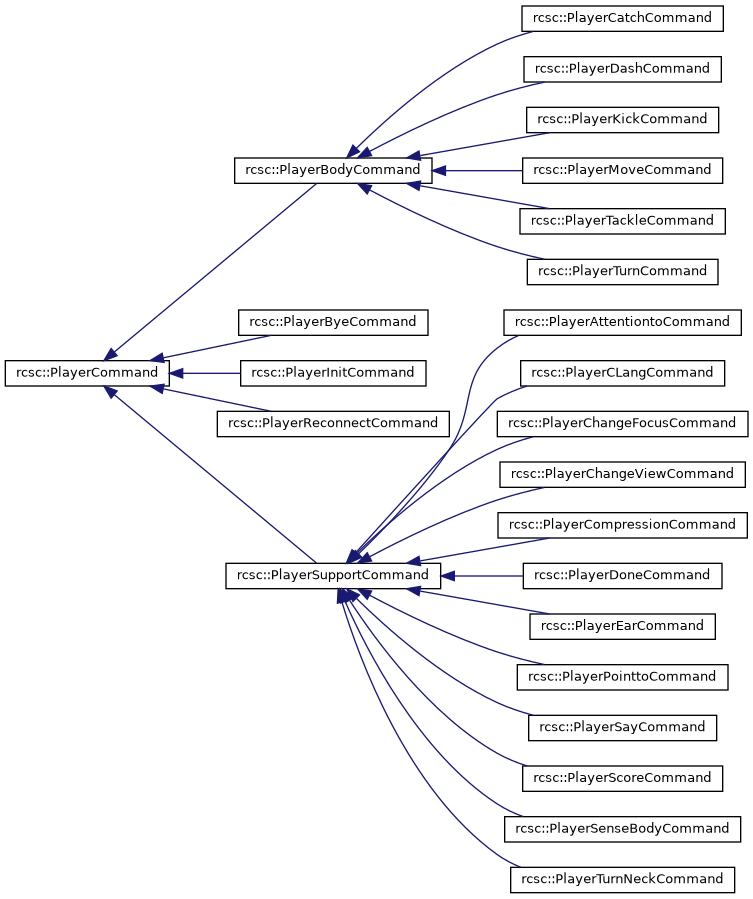 rcsc::PlayerCatchCommand
rcsc::PlayerDashCommand
rcsc::PlayerKickCommand
rcsc::PlayerBodyCommand
rcsc::PlayerMoveCommand
rcsc::PlayerTackleCommand
rcsc::PlayerTurnCommand
rcsc::PlayerByeCommand
rcsc::PlayerAttentiontoCommand
rcsc::PlayerCommand
rcsc::PlayerInitCommand
rcsc::PlayerCLangCommand
rcsc::PlayerReconnectCommand
rcsc::PlayerChangeFocusCommand
rcsc::PlayerChangeViewCommand
rcsc::PlayerCompressionCommand
rcsc::PlayerSupportCommand
rcsc::PlayerDoneCommand
rcsc::PlayerEarCommand
rcsc::PlayerPointtoCommand
rcsc::PlayerSayCommand
rcsc::PlayerScoreCommand
rcsc::PlayerSenseBodyCommand
rcsc::PlayerTurnNeckCommand